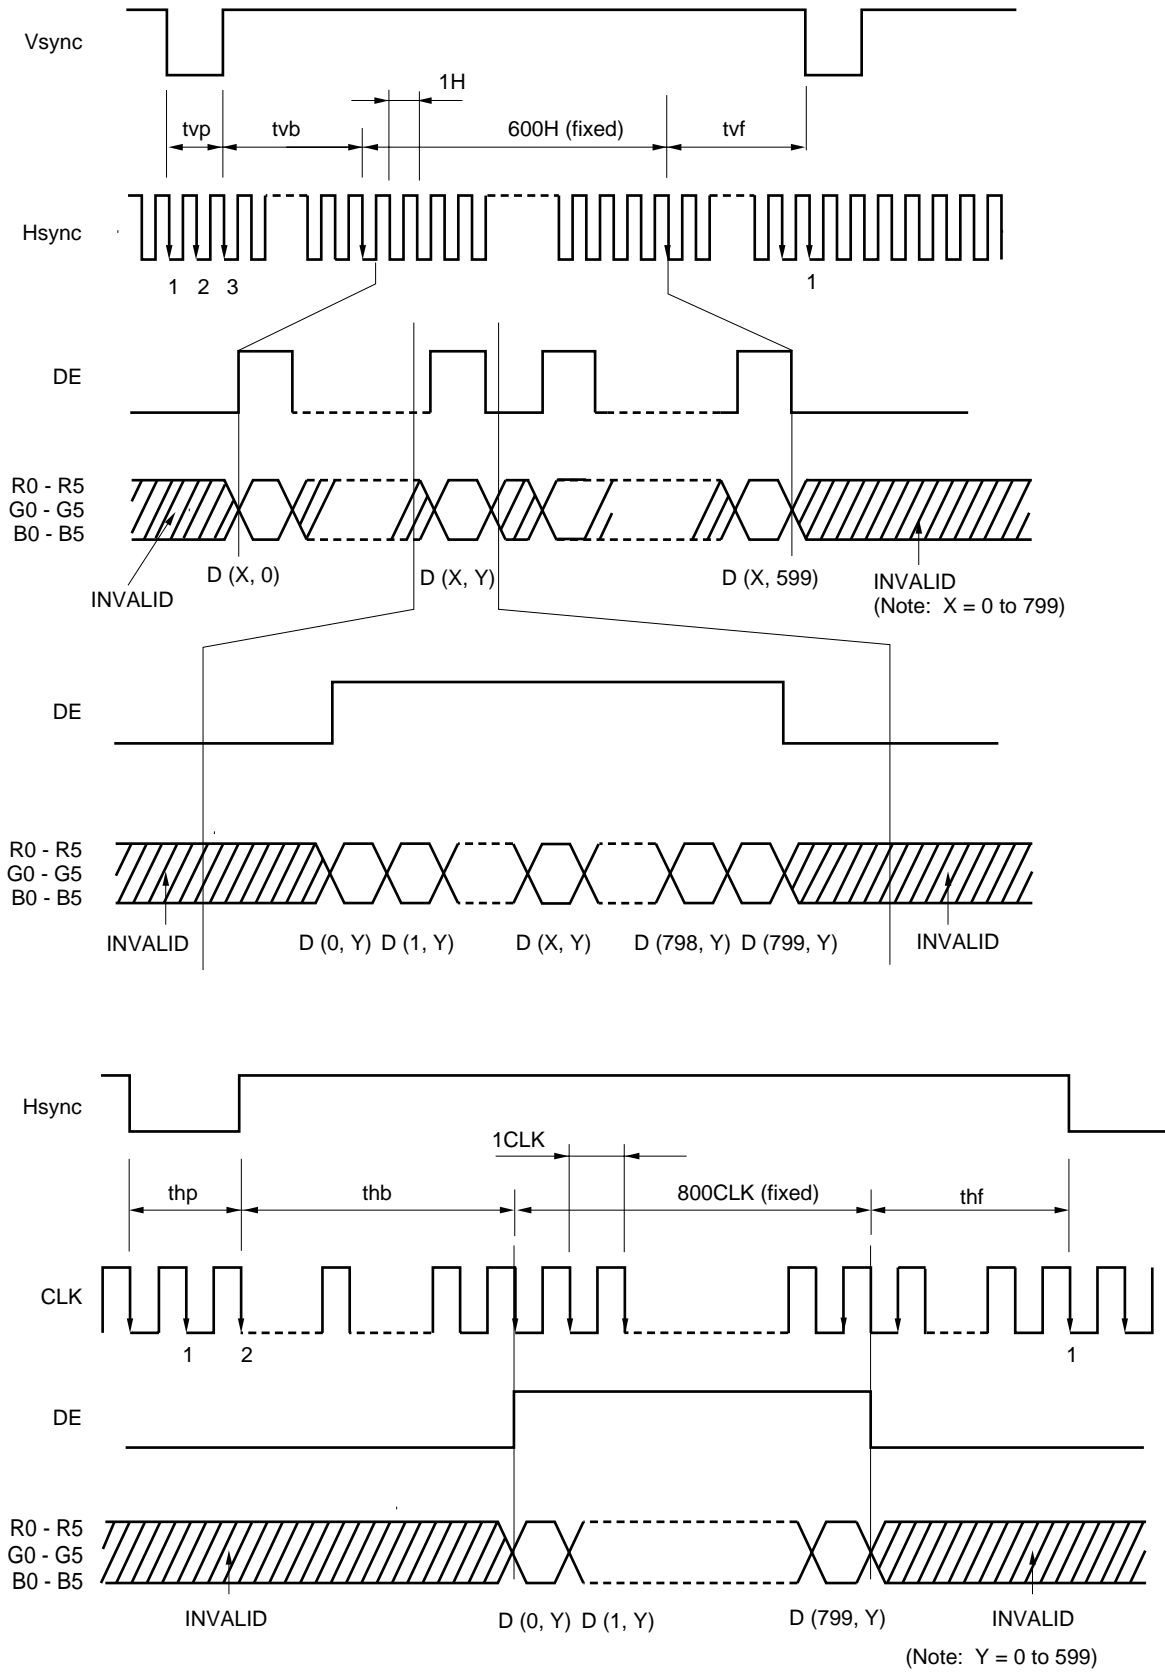 Vsync
1H
tvp tvb 600H (fixed) tvf
Hsync
1 2 3 1
DE
R0 - R5
G0 - G5
B0 - B5
D (X, 0) D (X, Y) D (X, 599)
INVALID INVALID
(Note: X = 0 to 799)
DE
R0 - R5
G0 - G5
B0 - B5
INVALID D (0, Y) D (1, Y) D (X, Y) D (798, Y) D (799, Y) INVALID
Hsync
1CLK
thp thb 800CLK (fixed) thf
CLK
1 2 1
DE
R0 - R5
G0 - G5
B0 - B5
INVALID D (0, Y) D (1, Y) D (799, Y) INVALID
(Note: Y = 0 to 599)